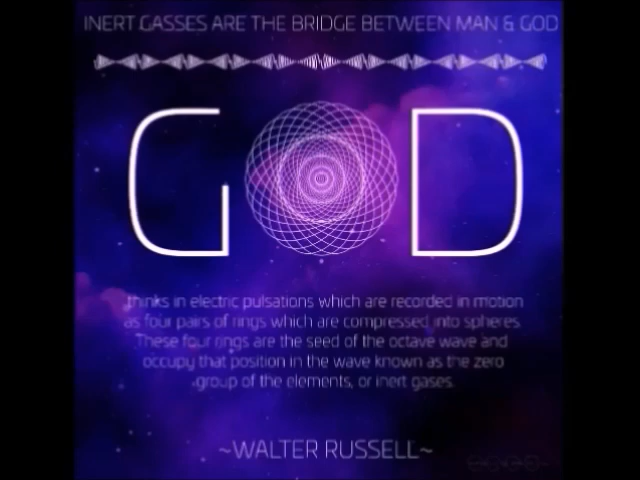 INERT GASSES ARE THE BRIDGE BETWEEN MAN & GOD
GOD
thinks in electric pulsations which are recorded in motion
as four pairs of rings which are compressed into spheres.
These four rings are the seed of the octave wave and
occupy that position in the wave known as the zero
group of the elements, or inert gases.
~WALTER RUSSELL~